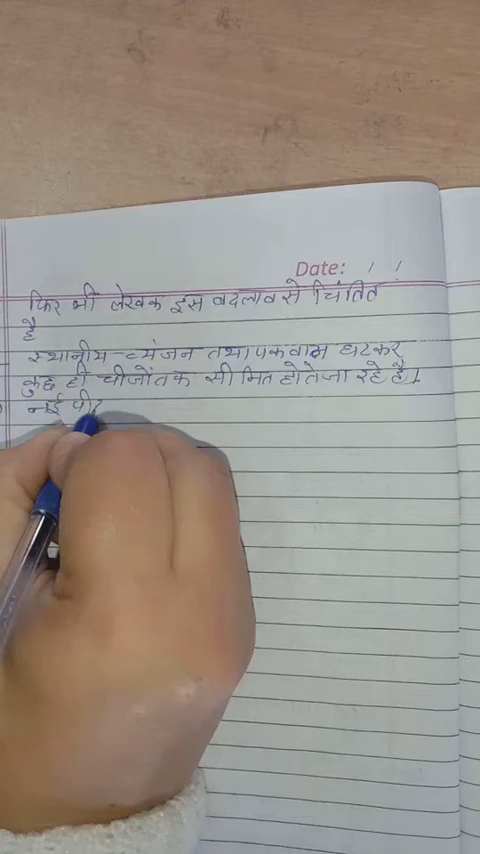 Date: / /
फिर भी लेखक इस बदलाव से चिंतित
है
स्थानीय व्यंजन तथा पकवान घटकर
कुछ ही चीजों तक सीमित होते जा रहे है।
नई